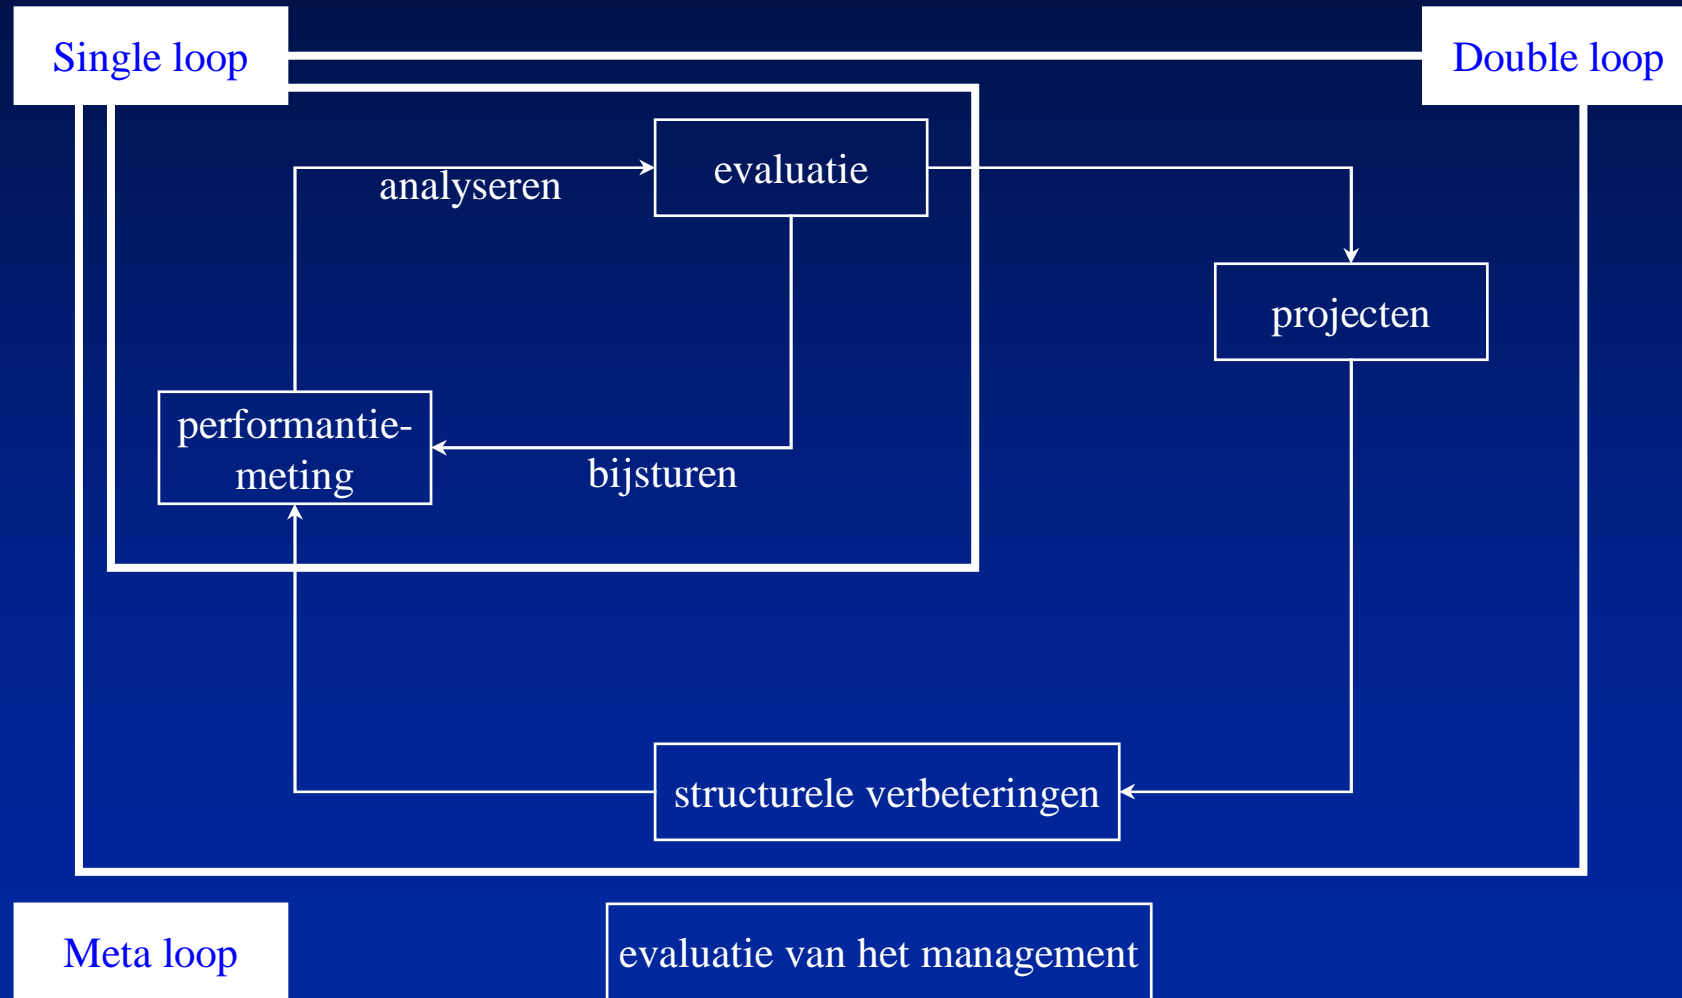 Single loop
Double loop
evaluatie
analyseren
projecten
performantie-
meting
bijsturen
structurele verbeteringen
Meta loop
evaluatie van het management